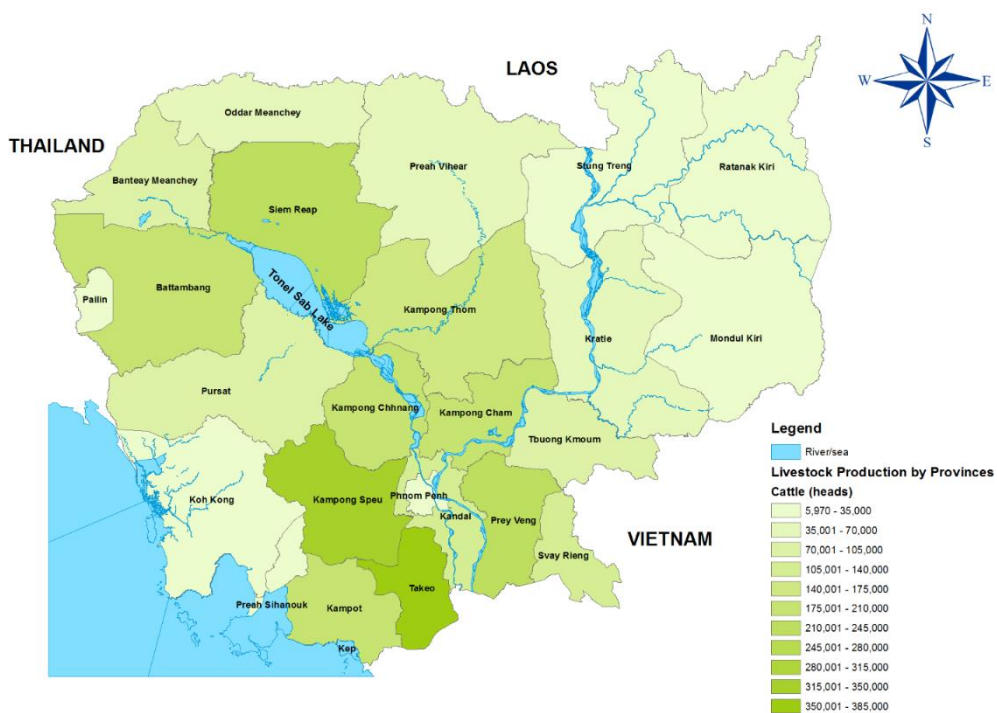 N
W
E
S
LAOS
THAILAND
Oddar Meanchey
Preah Vihear
Stung Treng
Ratanak Kiri
Banteay Meanchey
Siem Reap
Battambang
Pailin
Tonel Sab Lake
Kampong Thom
Kratie
Mondul Kiri
Pursat
Kampong Chhnang
Kampong Cham
Tbuong Kmoum
Koh Kong
Kampong Speu
Phnom Penh
Kandal
Prey Veng
Svay Rieng
VIETNAM
Takeo
Preah Sihanouk
Kampot
Kep
Legend
River/sea
Livestock Production by Provinces
Cattle (heads)
5,970 - 35,000
35,001 - 70,000
70,001 - 105,000
105,001 - 140,000
140,001 - 175,000
175,001 - 210,000
210,001 - 245,000
245,001 - 280,000
280,001 - 315,000
315,001 - 350,000
350,001 - 385,000